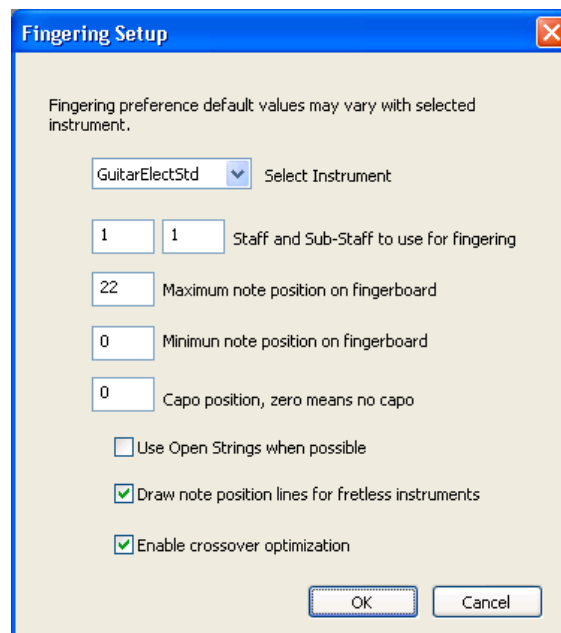 Fingering Setup
Fingering preference default values may vary with selected
instrument.
GuitarElectStd Select Instrument
1 1 Staff and Sub-Staff to use for fingering
22 Maximum note position on fingerboard
0 Minimun note position on fingerboard
0 Capo position, zero means no capo
Use Open Strings when possible
Draw note position lines for fretless instruments
Enable crossover optimization
OK Cancel